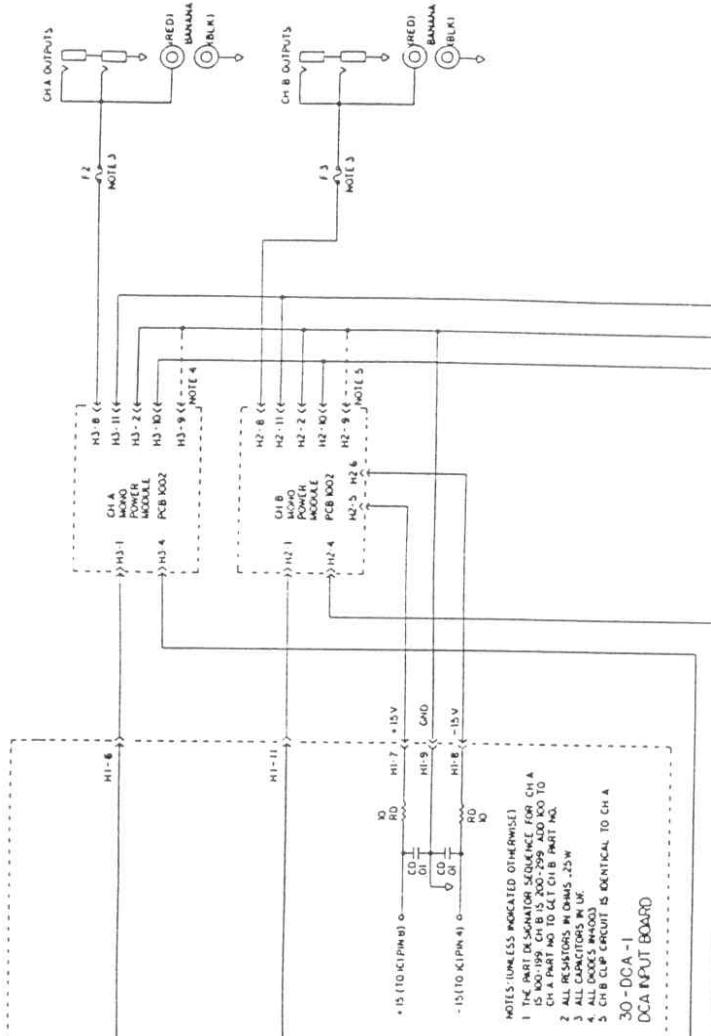 CH A OUTPUTS
(RED)
BANANA
(BLK)
F2
NOTE 3
CH B OUTPUTS
(RED)
BANANA
(BLK)
F3
NOTE 3
H3-8
H3-11
H3-2
H3-10
H3-9
NOTE 4
CH A
MONO
POWER
MODULE
PCB 1002
H3-1
H3-4
H2-8
H2-11
H2-2
H2-10
H2-9
NOTE 5
CH B
MONO
POWER
MODULE
PCB 1002
H2-5
H2 6
H2-1
H2-4
H1-6
H1-11
H1-7
+15V
H1-9
GND
H1-8
-15V
10
RD
CD
01
CD
01
RD
10
+15 (TO IC1 PIN 8)
-15 (TO IC1 PIN 4)
NOTES: (UNLESS INDICATED OTHERWISE)
1 THE PART DESIGNATOR SEQUENCE FOR CH A
IS 100-199. CH B IS 200-299. ADD 100 TO
CH A PART NO TO GET CH B PART NO.
2 ALL RESISTORS IN OHMS .25W
3 ALL CAPACITORS IN UF.
4. ALL DIODES IN4003
5 CH B CLIP CIRCUIT IS IDENTICAL TO CH A
30-DCA-1
DCA INPUT BOARD